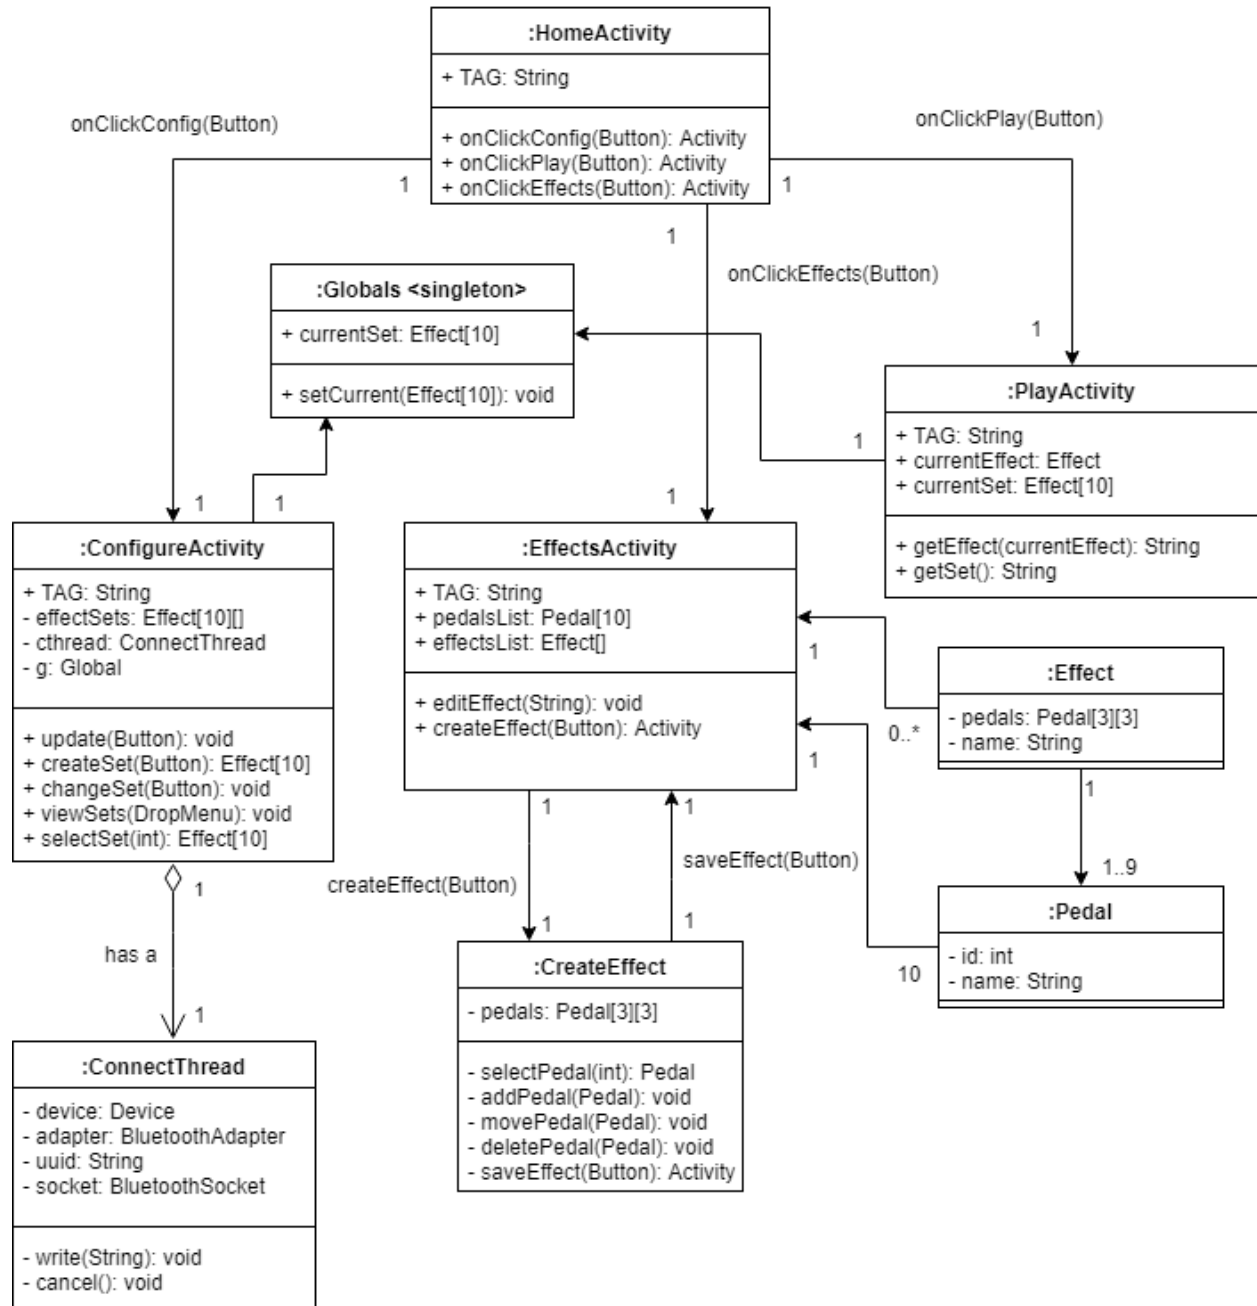 :HomeActivity
+ TAG: String
+ onClickConfig(Button): Activity
+ onClickPlay(Button): Activity
+ onClickEffects(Button): Activity
onClickConfig(Button)
onClickPlay(Button)
1
1
1
onClickEffects(Button)
:Globals <singleton>
+ currentSet: Effect[10]
+ setCurrent(Effect[10]): void
1
:PlayActivity
+ TAG: String
+ currentEffect: Effect
+ currentSet: Effect[10]
+ getEffect(currentEffect): String
+ getSet(): String
1
1
1
1
:ConfigureActivity
+ TAG: String
- effectSets: Effect[10][]
- cthread: ConnectThread
- g: Global
+ update(Button): void
+ createSet(Button): Effect[10]
+ changeSet(Button): void
+ viewSets(DropMenu): void
+ selectSet(int): Effect[10]
:EffectsActivity
+ TAG: String
+ pedalsList: Pedal[10]
+ effectsList: Effect[]
+ editEffect(String): void
+ createEffect(Button): Activity
1
0..*
1
:Effect
- pedals: Pedal[3][3]
- name: String
1
1..9
:Pedal
- id: int
- name: String
10
1
1
saveEffect(Button)
createEffect(Button)
1
1
:CreateEffect
- pedals: Pedal[3][3]
- selectPedal(int): Pedal
- addPedal(Pedal): void
- movePedal(Pedal): void
- deletePedal(Pedal): void
- saveEffect(Button): Activity
1
has a
1
:ConnectThread
- device: Device
- adapter: BluetoothAdapter
- uuid: String
- socket: BluetoothSocket
- write(String): void
- cancel(): void